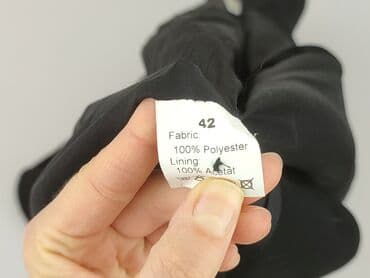 42
Fabric:
100% Polyester
Lining:
100% Acetat